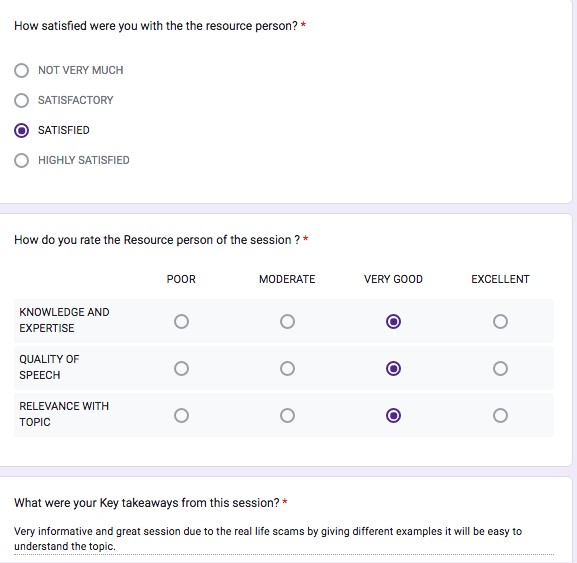 How satisfied were you with the the resource person? *
NOT VERY MUCH
SATISFACTORY
SATISFIED
HIGHLY SATISFIED
How do you rate the Resource person of the session ? *
POOR MODERATE VERY GOOD EXCELLENT
KNOWLEDGE AND
EXPERTISE
QUALITY OF
SPEECH
RELEVANCE WITH
TOPIC
What were your Key takeaways from this session? *
Very informative and great session due to the real life scams by giving different examples it will be easy to
understand the topic.